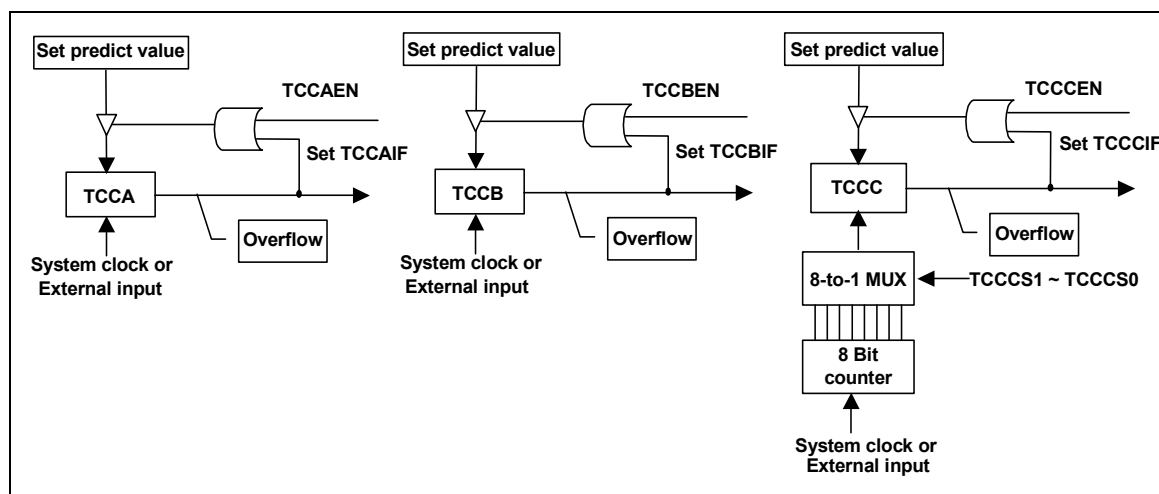 Set predict value
TCCAEN
Set TCCAIF
TCCA
Overflow
System clock or
External input
Set predict value
TCCBEN
Set TCCBIF
TCCB
Overflow
System clock or
External input
Set predict value
TCCCEN
Set TCCCIF
TCCC
Overflow
8-to-1 MUX
TCCCS1 ~ TCCCS0
8 Bit
counter
System clock or
External input